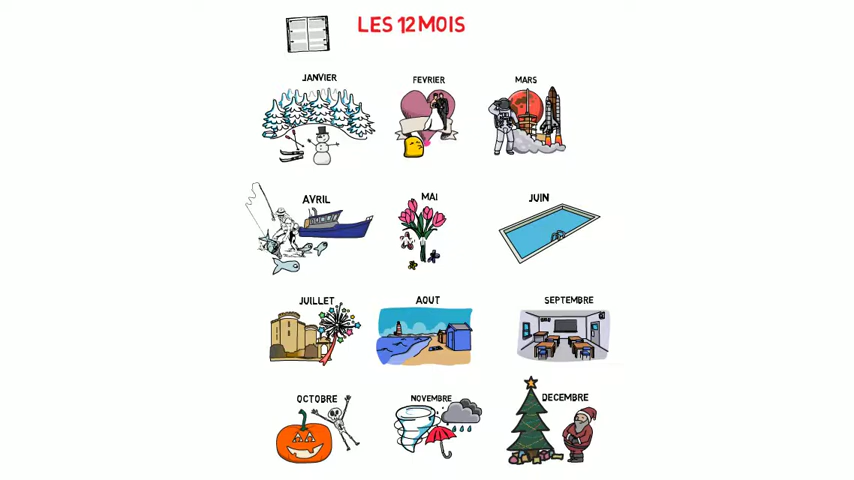 LES 12 MOIS
JANVIER
FEVRIER
MARS
AVRIL
MAI
JUIN
JUILLET
AOUT
SEPTEMBRE
OCTOBRE
NOVEMBRE
DECEMBRE